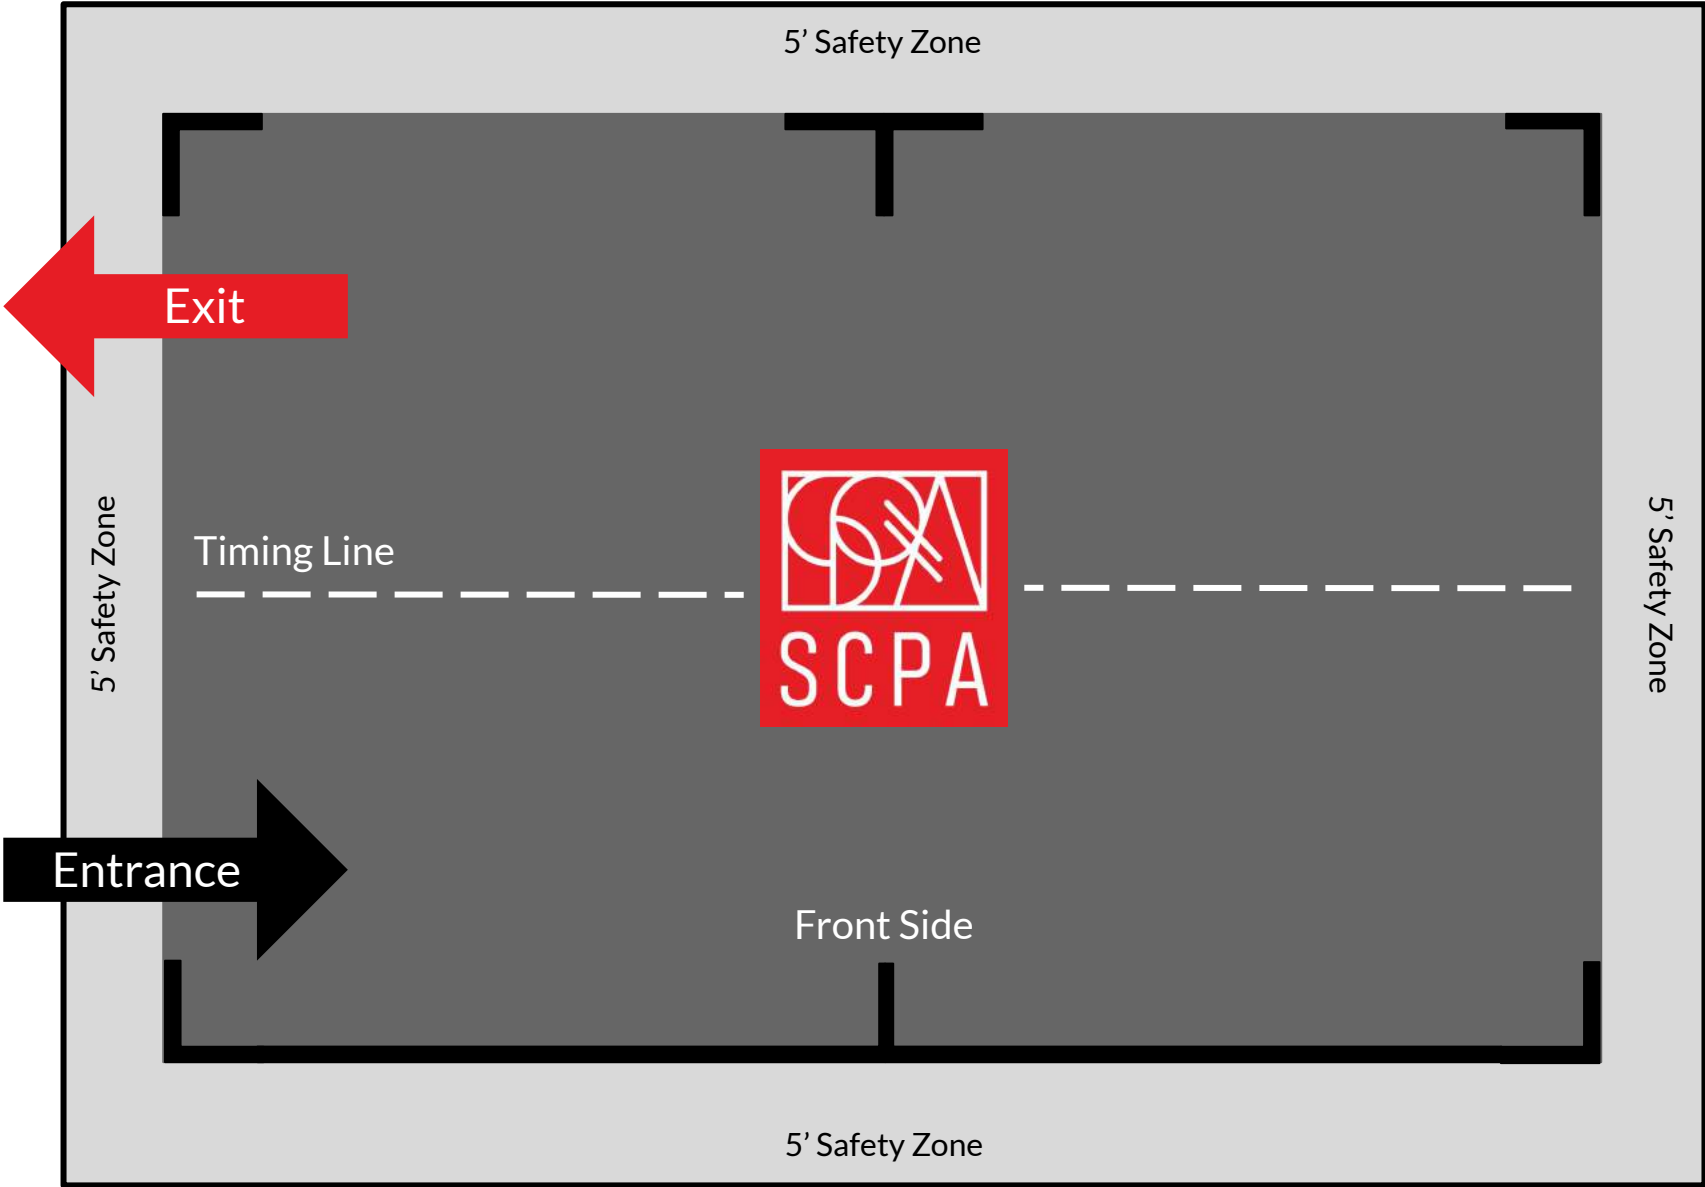 5’ Safety Zone
Exit
5’ Safety Zone
Timing Line
SCPA
5’ Safety Zone
Entrance
Front Side
5’ Safety Zone